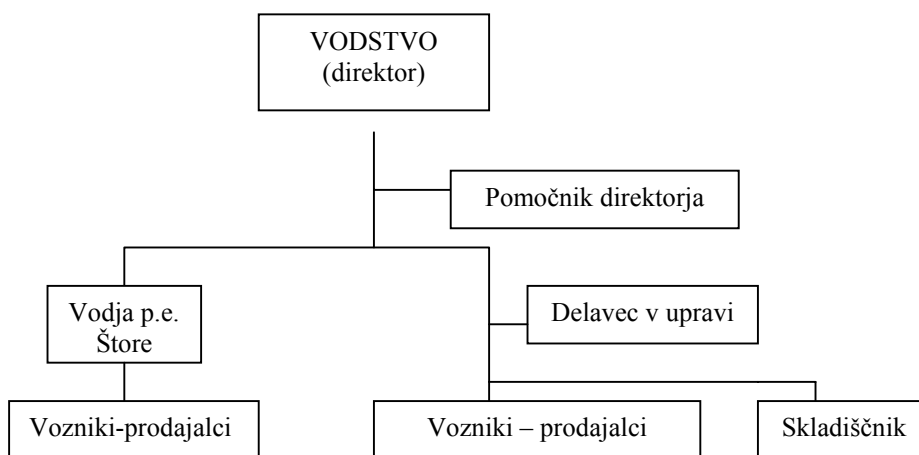 VODSTVO
(direktor)
Pomočnik direktorja
Vodja p.e.
Štore
Delavec v upravi
Vozniki-prodajalci
Vozniki – prodajalci
Skladiščnik